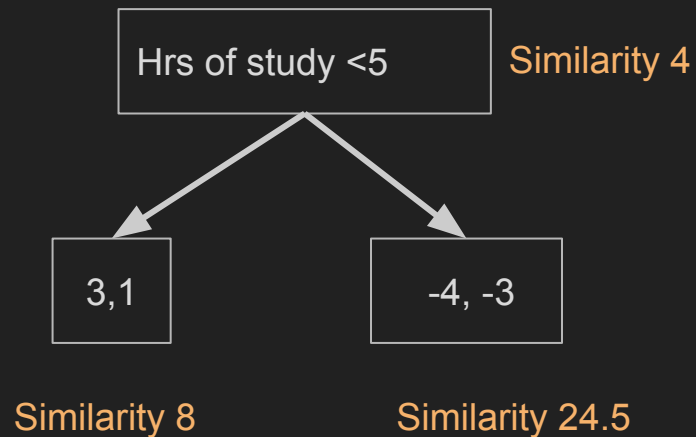 Hrs of study <5
Similarity 4
3,1
-4, -3
Similarity 8
Similarity 24.5